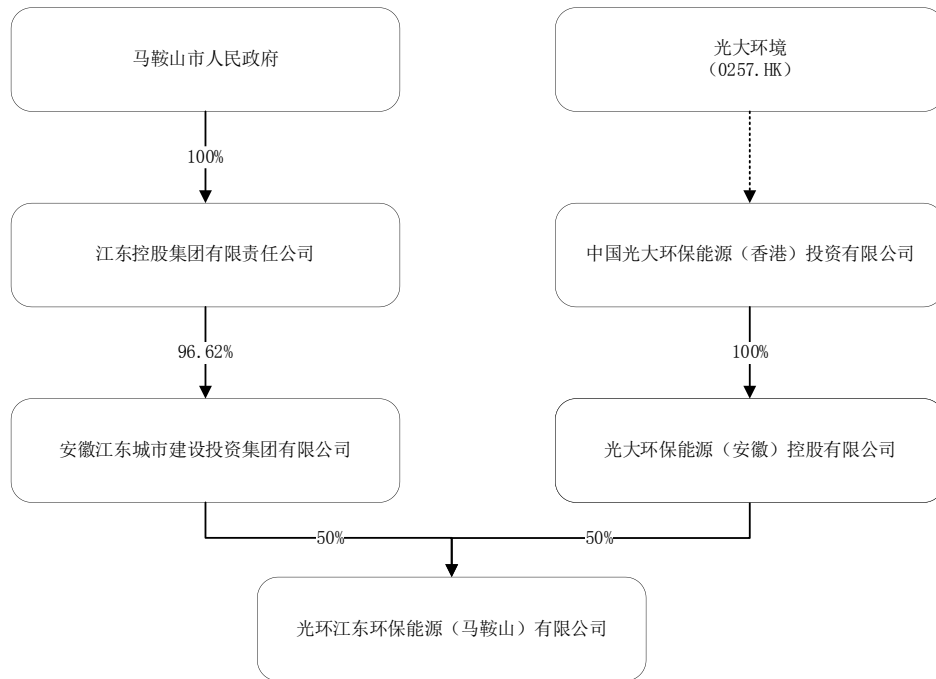 马鞍山市人民政府
光大环境
（0257.HK）
100%
江东控股集团有限责任公司
中国光大环保能源（香港）投资有限公司
96.62%
100%
安徽江东城市建设投资集团有限公司
光大环保能源（安徽）控股有限公司
50%
50%
光环江东环保能源（马鞍山）有限公司